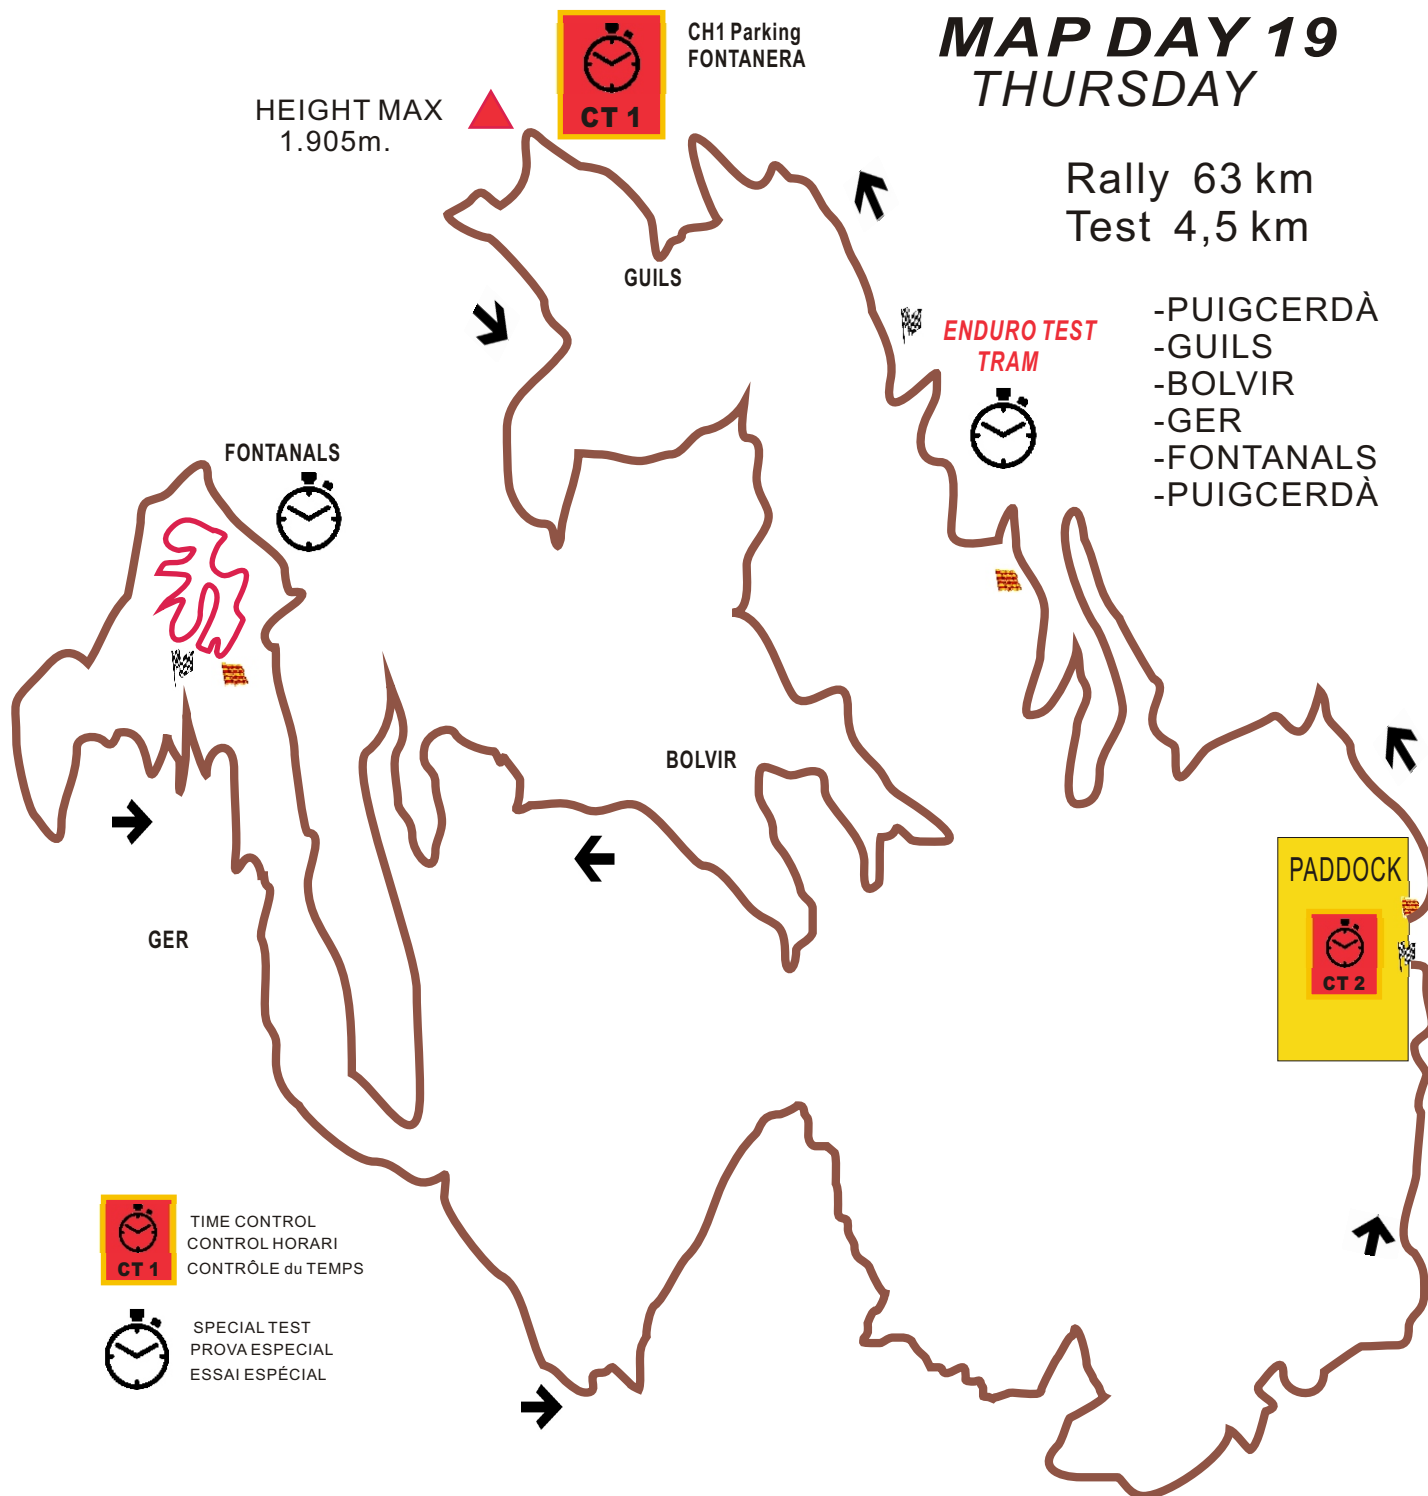 MAP DAY 19
THURSDAY
CH1 Parking
FONTANERA
CT 1
HEIGHT MAX
1.905m.
Rally 63 km
Test 4,5 km
GUILS
ENDURO TEST
TRAM
-PUIGCERDÀ
-GUILS
-BOLVIR
-GER
-FONTANALS
-PUIGCERDÀ
FONTANALS
BOLVIR
PADDOCK
CT 2
GER
CT 1
TIME CONTROL
CONTROL HORARI
CONTRÔLE du TEMPS
SPECIAL TEST
PROVA ESPECIAL
ESSAI ESPÉCIAL